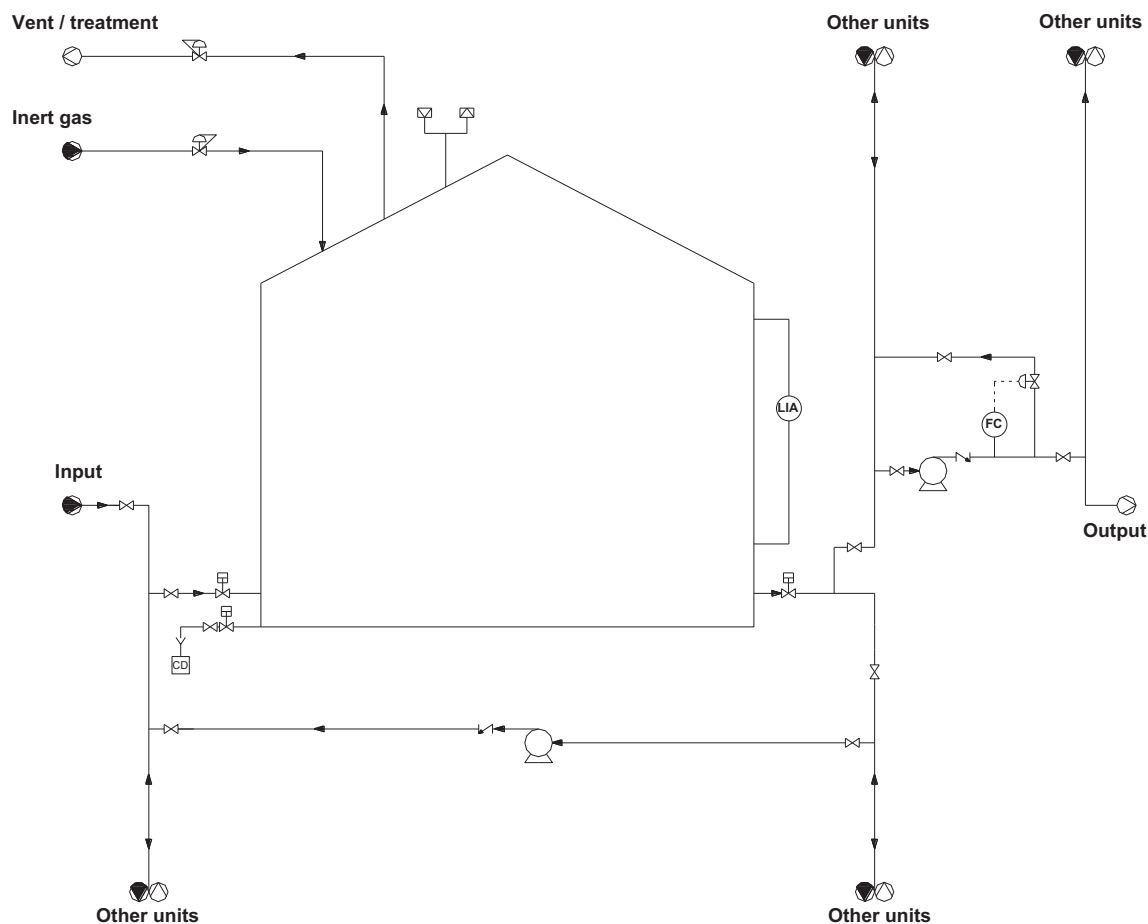 Vent / treatment
Other units
Other units
Inert gas
LIA
FC
Input
Output
CD
Other units
Other units